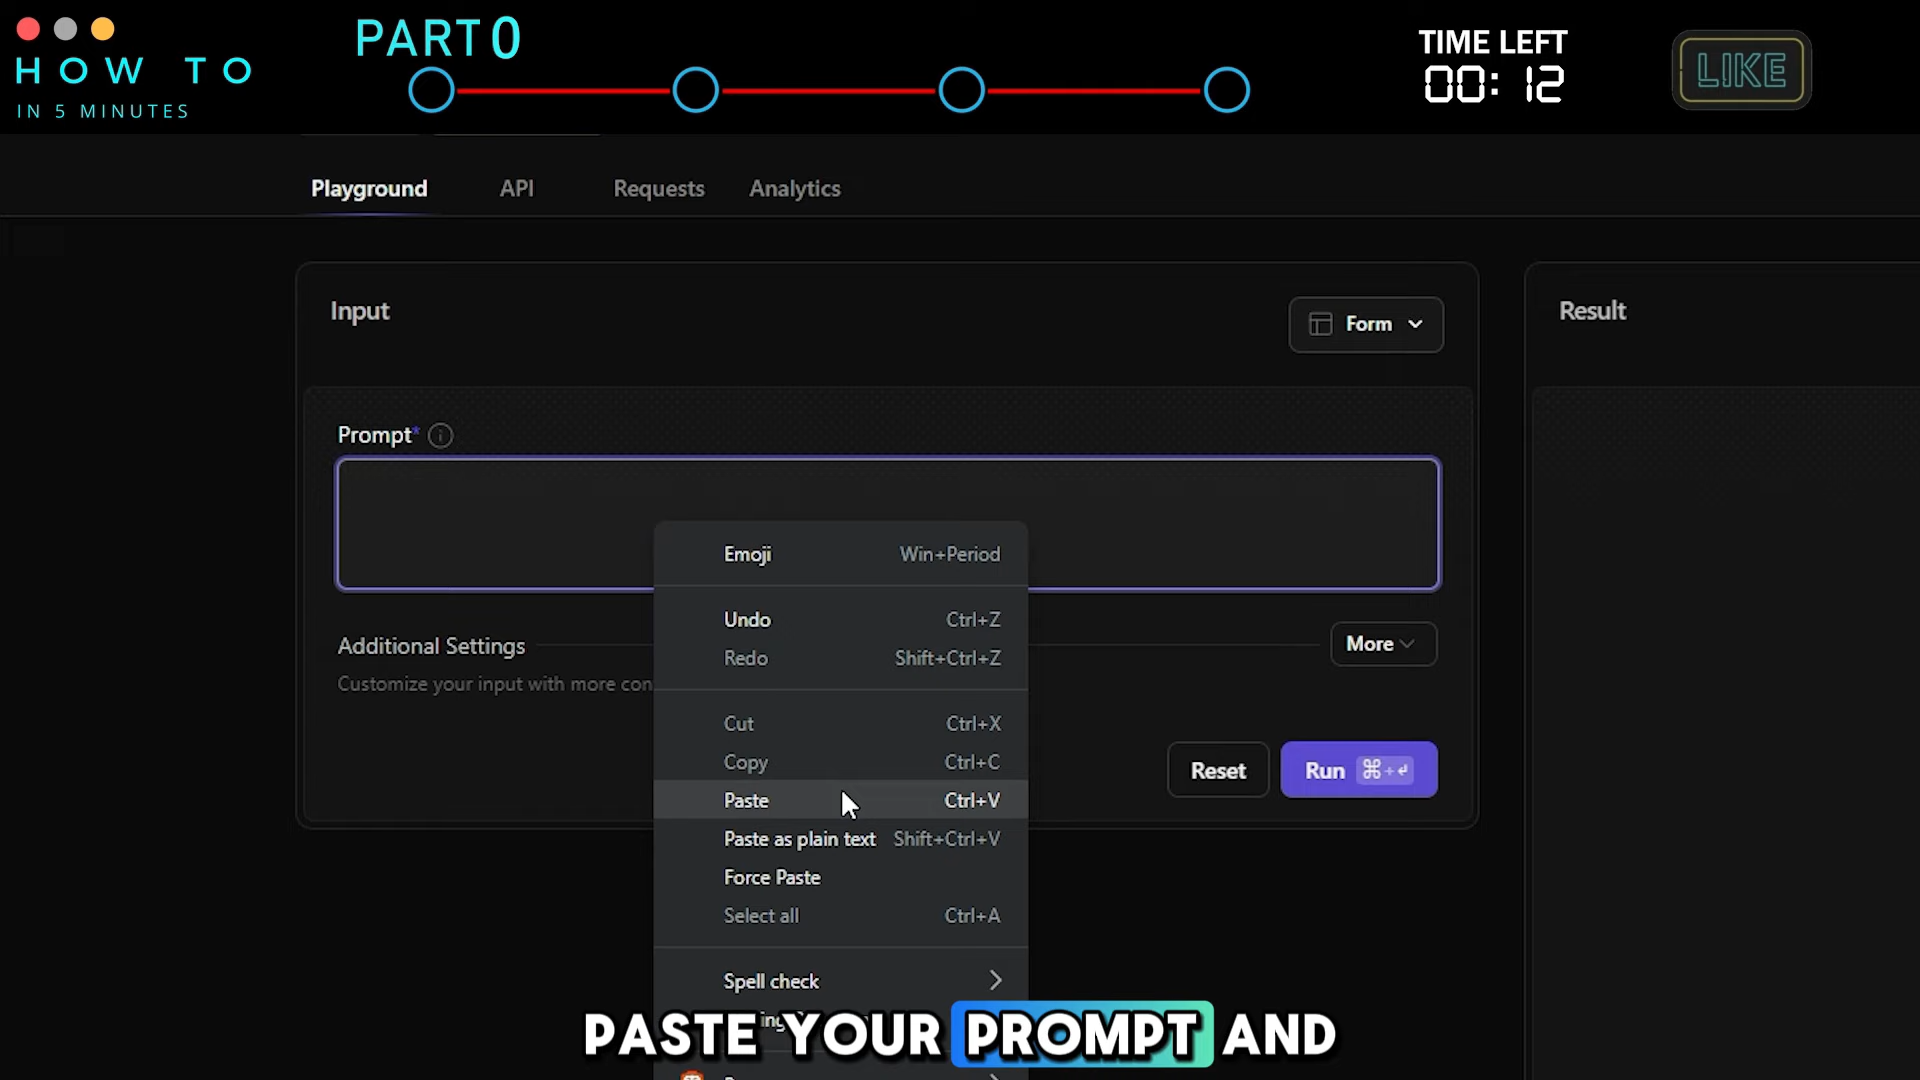 HOW TO
IN 5 MINUTES
PART 0
TIME LEFT
00: 12
LIKE
Playground
API
Requests
Analytics
Input
Form
Result
Prompt*
Emoji Win+Period
Undo Ctrl+Z
Redo Shift+Ctrl+Z
Additional Settings
More
Customize your input with more con
Cut Ctrl+X
Copy Ctrl+C
Paste Ctrl+V
Paste as plain text Shift+Ctrl+V
Force Paste
Select all Ctrl+A
Reset
Run ⌘+↵
Spell check
PASTE YOUR PROMPT AND